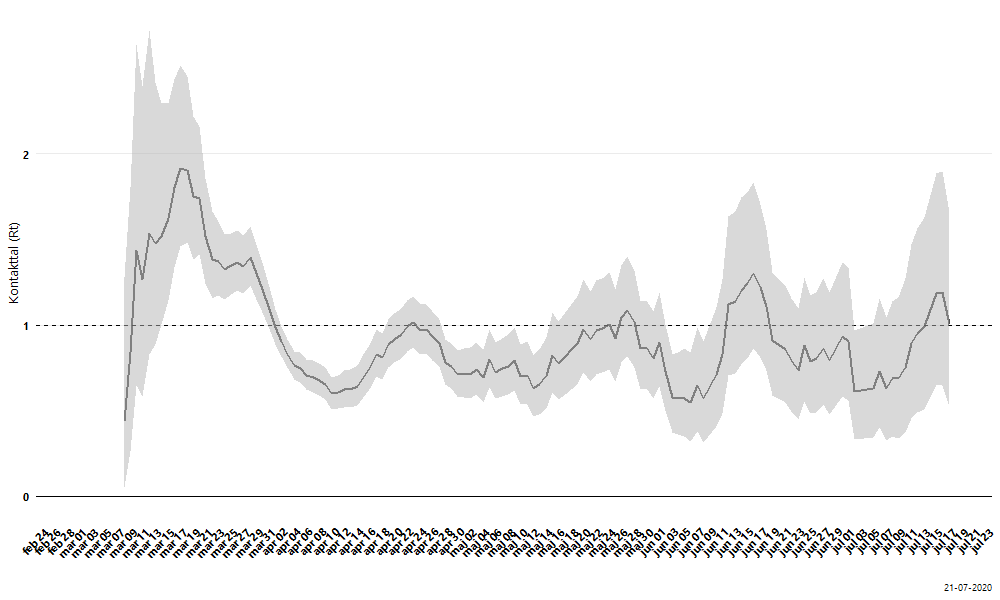 2
1
0
Kontakttal (Rt)
feb 24
feb 26
feb 28
mar 01
mar 03
mar 05
mar 07
mar 09
mar 11
mar 13
mar 15
mar 17
mar 19
mar 21
mar 23
mar 25
mar 27
mar 29
mar 31
apr 02
apr 04
apr 06
apr 08
apr 10
apr 12
apr 14
apr 16
apr 18
apr 20
apr 22
apr 24
apr 26
apr 28
apr 30
maj 02
maj 04
maj 06
maj 08
maj 10
maj 12
maj 14
maj 16
maj 18
maj 20
maj 22
maj 24
maj 26
maj 28
maj 30
jun 01
jun 03
jun 05
jun 07
jun 09
jun 11
jun 13
jun 15
jun 17
jun 19
jun 21
jun 23
jun 25
jun 27
jun 29
jul 01
jul 03
jul 05
jul 07
jul 09
jul 11
jul 13
jul 15
jul 17
jul 19
jul 21
jul 23
21-07-2020